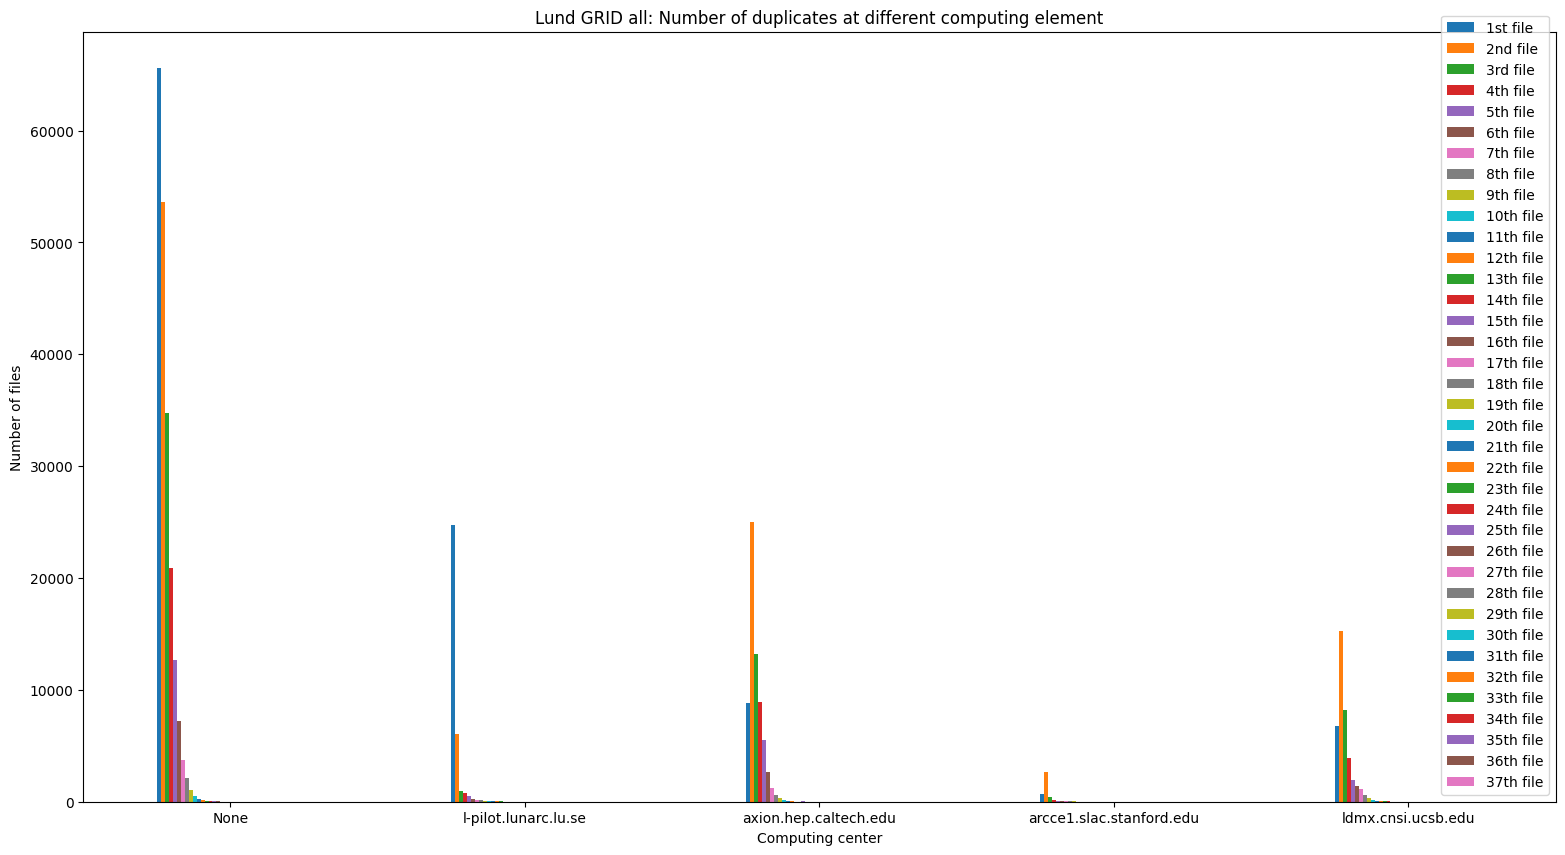 Lund GRID all: Number of duplicates at different computing element
Number of files
60000
50000
40000
30000
20000
10000
0
None
l-pilot.lunarc.lu.se
axion.hep.caltech.edu
arcce1.slac.stanford.edu
ldmx.cnsi.ucsb.edu
Computing center
1st file
2nd file
3rd file
4th file
5th file
6th file
7th file
8th file
9th file
10th file
11th file
12th file
13th file
14th file
15th file
16th file
17th file
18th file
19th file
20th file
21th file
22th file
23th file
24th file
25th file
26th file
27th file
28th file
29th file
30th file
31th file
32th file
33th file
34th file
35th file
36th file
37th file